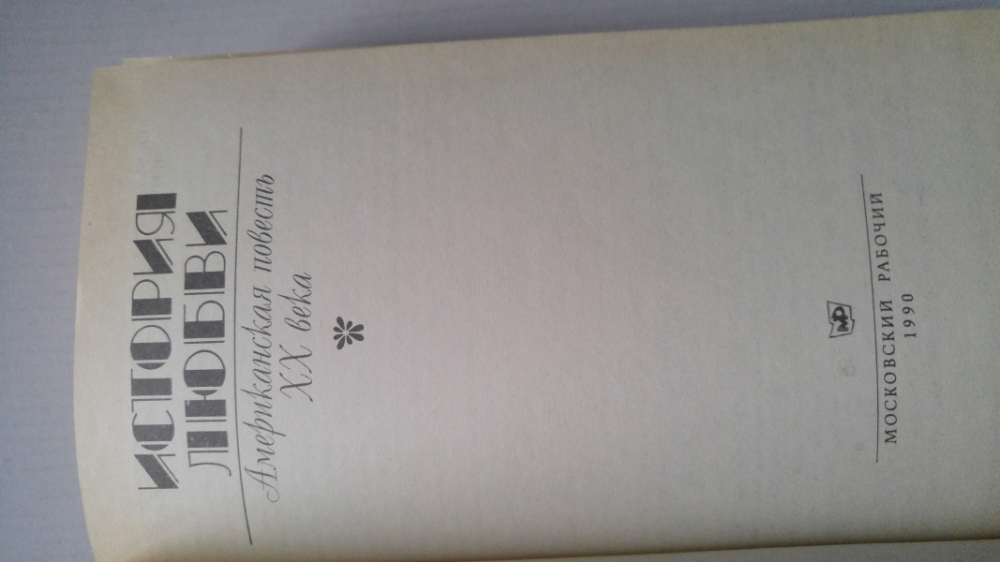 ИСТОРИЯ
ЛЮБВИ
Американская повесть
XX века
МР
МОСКОВСКИЙ РАБОЧИЙ
1990